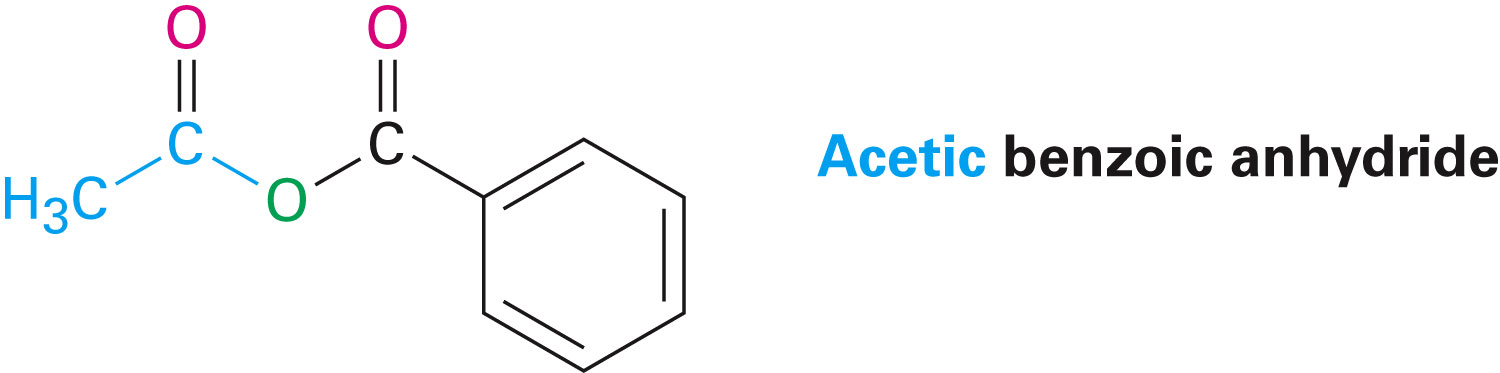 O O
C C
H₃C O
Acetic benzoic anhydride